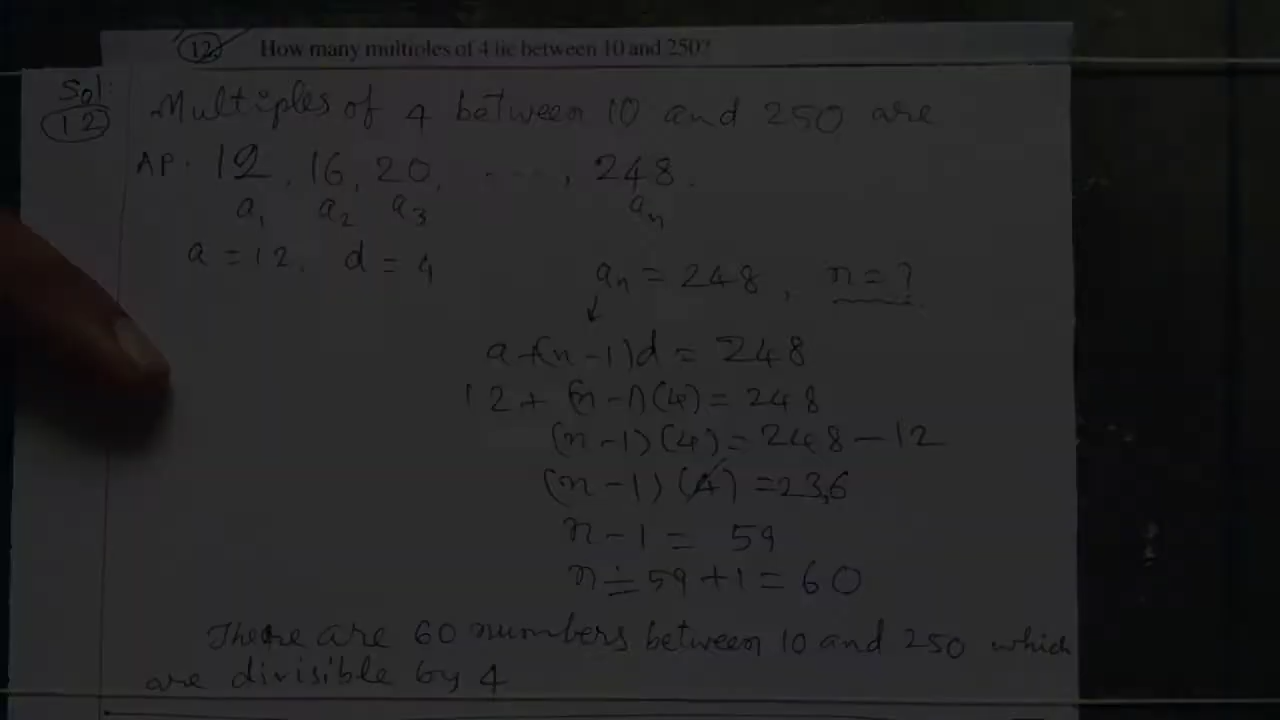 12. How many multiples of 4 lie between 10 and 250?
Sol:
12
Multiples of 4 between 10 and 250 are
AP. 12, 16, 20, ...., 248.
a₁ a₂ a₃ aₙ
a = 12, d = 4
aₙ = 248, n = ?
↓
a + (n - 1)d = 248
12 + (n - 1)(4) = 248
(n - 1)(4) = 248 - 12
(n - 1)(4) = 236
n - 1 = 59
n = 59 + 1 = 60
There are 60 numbers between 10 and 250 which
are divisible by 4